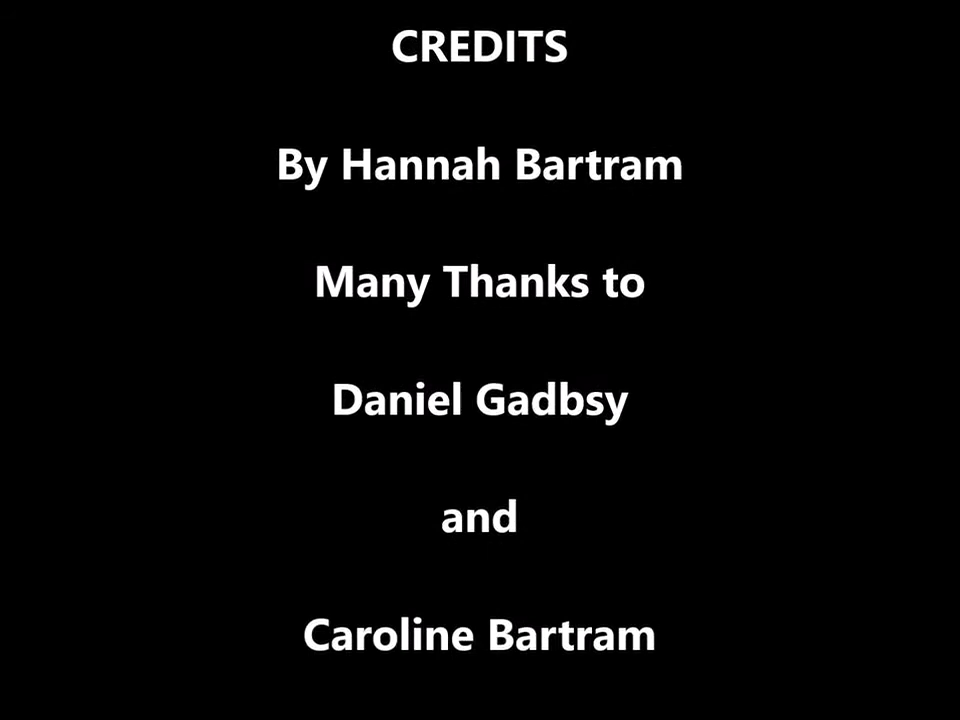 CREDITS
By Hannah Bartram
Many Thanks to
Daniel Gadbsy
and
Caroline Bartram